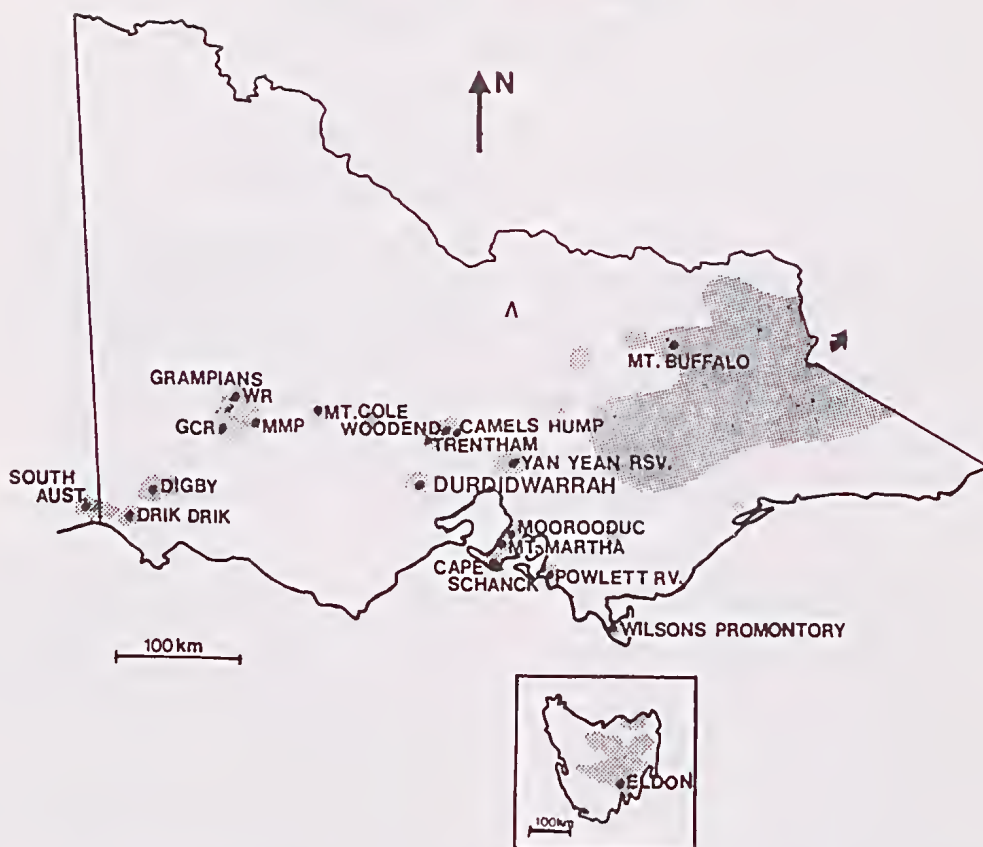 N
MT. BUFFALO
GRAMPIANS
WR
GCR
MMP
MT.COLE
WOODEND
CAMELS HUMP
TRENTHAM
YAN YEAN RSV.
DURDIDWARRAH
SOUTH
AUST.
DIGBY
DRIK DRIK
MOOROODUC
MT. MARTHA
CAPE
SCHANCK
POWLETT RV.
WILSONS PROMONTORY
100 km
ELDON
100km